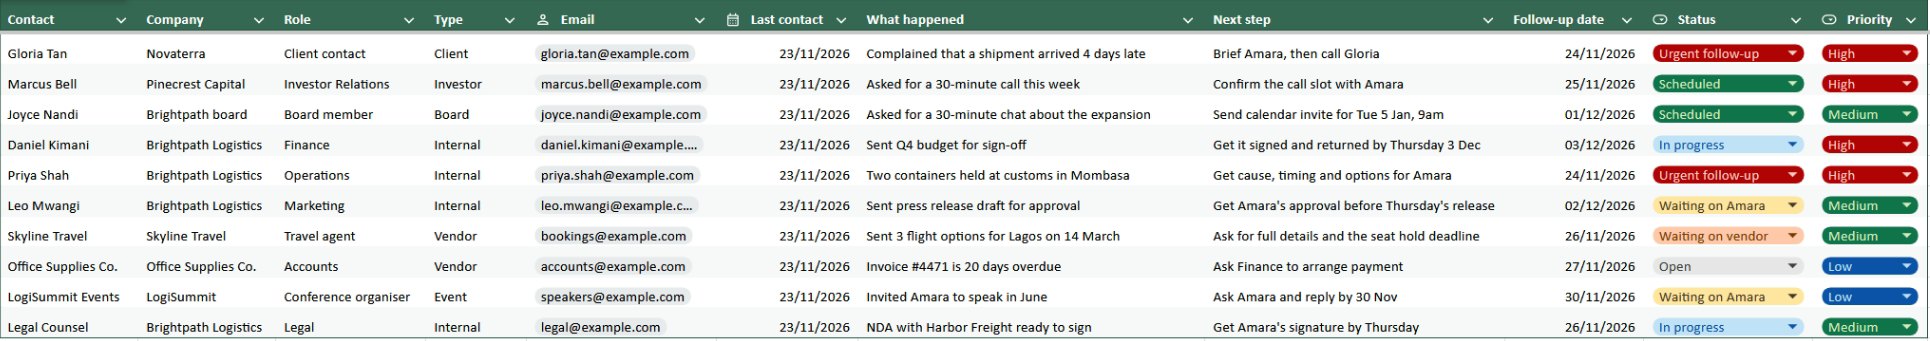 Contact Company Role Type Email Last contact What happened Next step Follow-up date Status Priority
Gloria Tan Novaterra Client contact Client gloria.tan@example.com 23/11/2026 Complained that a shipment arrived 4 days late Brief Amara, then call Gloria 24/11/2026 Urgent follow-up High
Marcus Bell Pinecrest Capital Investor Relations Investor marcus.bell@example.com 23/11/2026 Asked for a 30-minute call this week Confirm the call slot with Amara 25/11/2026 Scheduled High
Joyce Nandi Brightpath board Board member Board joyce.nandi@example.com 23/11/2026 Asked for a 30-minute chat about the expansion Send calendar invite for Tue 5 Jan, 9am 01/12/2026 Scheduled Medium
Daniel Kimani Brightpath Logistics Finance Internal daniel.kimani@example.... 23/11/2026 Sent Q4 budget for sign-off Get it signed and returned by Thursday 3 Dec 03/12/2026 In progress High
Priya Shah Brightpath Logistics Operations Internal priya.shah@example.com 23/11/2026 Two containers held at customs in Mombasa Get cause, timing and options for Amara 24/11/2026 Urgent follow-up High
Leo Mwangi Brightpath Logistics Marketing Internal leo.mwangi@example.c... 23/11/2026 Sent press release draft for approval Get Amara's approval before Thursday's release 02/12/2026 Waiting on Amara Medium
Skyline Travel Skyline Travel Travel agent Vendor bookings@example.com 23/11/2026 Sent 3 flight options for Lagos on 14 March Ask for full details and the seat hold deadline 26/11/2026 Waiting on vendor Medium
Office Supplies Co. Office Supplies Co. Accounts Vendor accounts@example.com 23/11/2026 Invoice #4471 is 20 days overdue Ask Finance to arrange payment 27/11/2026 Open Low
LogiSummit Events LogiSummit Conference organiser Event speakers@example.com 23/11/2026 Invited Amara to speak in June Ask Amara and reply by 30 Nov 30/11/2026 Waiting on Amara Low
Legal Counsel Brightpath Logistics Legal Internal legal@example.com 23/11/2026 NDA with Harbor Freight ready to sign Get Amara's signature by Thursday 26/11/2026 In progress Medium